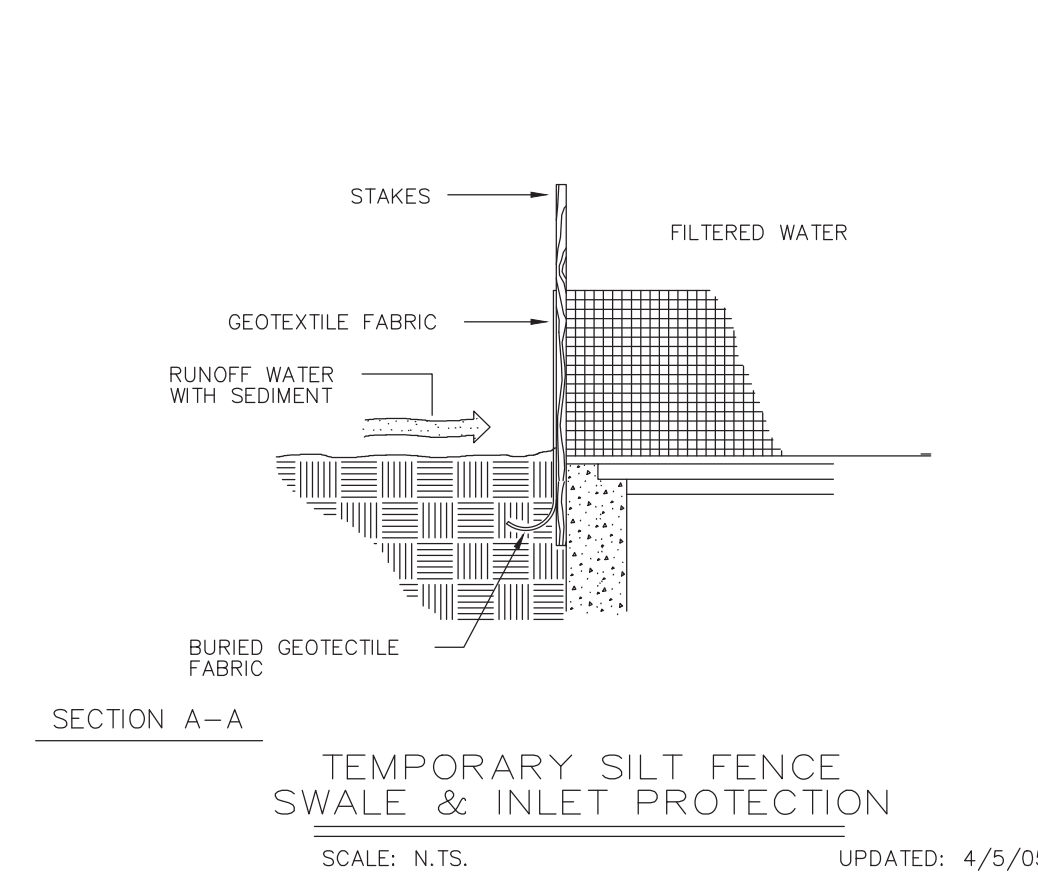 STAKES
FILTERED WATER
GEOTEXTILE FABRIC
RUNOFF WATER
WITH SEDIMENT
BURIED GEOTECTILE
FABRIC
SECTION A-A
TEMPORARY SILT FENCE
SWALE & INLET PROTECTION
SCALE: N.TS.
UPDATED: 4/5/05